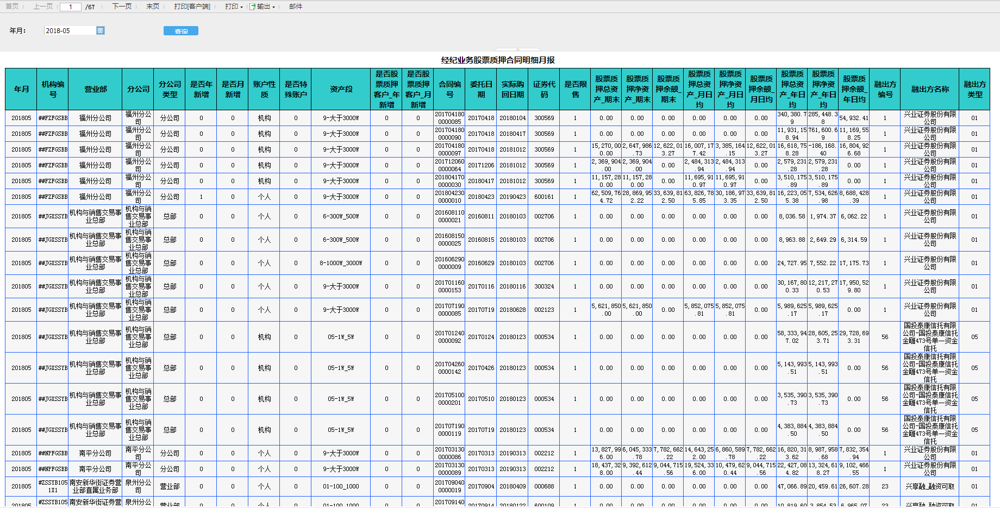 首页 上一页 1 /67 下一页 末页 打印[客户端] 打印 输出 邮件
年月: 2018-05 查询
经纪业务股票质押合同明细月报
年月 机构编号 营业部 分公司 分公司类型 是否年新增 是否月新增 账户性质 是否特殊账户 资产段 是否股票质押客户_年新增 是否股票质押客户_月新增 合同编号 委托日期 实际购回日期 证券代码 是否限售 股票质押总资产_期末 股票质押净资产_期末 股票质押余额_期末 股票质押总资产_月日均 股票质押净资产_月日均 股票质押余额_月日均 股票质押总资产_年日均 股票质押净资产_年日均 股票质押余额_年日均 融出方编号 融出方名称 融出方类型
201805 ##FZFGSBB 福州分公司 福州分公司 分公司 0 0 机构 0 9-大于3000W 0 0 2017041800000085 20170418 20180104 300569 1 0.00 0.00 0.00 0.00 0.00 0.00 340,380.79 285,448.38 54,932.41 1 兴业证券股份有限公司 01
201805 ##FZFGSBB 福州分公司 福州分公司 分公司 0 0 机构 0 9-大于3000W 0 0 2017041800000090 20170418 20180417 300569 1 0.00 0.00 0.00 0.00 0.00 0.00 11,931,158.94 761,600.69 11,169,558.25 1 兴业证券股份有限公司 01
201805 ##FZFGSBB 福州分公司 福州分公司 分公司 0 0 机构 0 9-大于3000W 0 0 2017041800000097 20170418 20181012 300569 1 15,270,000.00 2,647,986.73 12,622,013.27 16,007,177.42 3,385,164.15 12,622,013.27 16,618,758.28 -186,168.40 16,804,926.68 1 兴业证券股份有限公司 01
201805 ##FZFGSBB 福州分公司 福州分公司 分公司 0 0 机构 0 9-大于3000W 0 0 2017120600000064 20171206 20181012 300569 1 2,369,904.00 2,369,904.00 0.00 2,484,313.94 2,484,313.94 0.00 2,579,231.28 2,579,231.28 0.00 1 兴业证券股份有限公司 01
201805 ##FZFGSBB 福州分公司 福州分公司 分公司 0 0 机构 0 9-大于3000W 0 0 2018041700000030 20180417 20181012 300569 1 11,157,280.00 11,157,280.00 0.00 11,695,910.97 11,695,910.97 0.00 3,510,175.89 3,510,175.89 0.00 1 兴业证券股份有限公司 01
201805 ##FZFGSBB 福州分公司 福州分公司 分公司 1 0 个人 0 9-大于3000W 0 0 2018042300000010 20180423 20190423 600161 1 62,509,764.72 28,869,952.22 33,639,812.50 63,826,785.85 30,186,973.35 33,639,812.50 16,223,055.38 7,534,626.98 8,688,428.39 1 兴业证券股份有限公司 01
201805 ##JGXSSYB 机构与销售交易事业总部 机构与销售交易事业总部 总部 0 0 个人 0 6-300W_500W 0 0 2016081100000021 20160811 20180103 002706 1 0.00 0.00 0.00 0.00 0.00 0.00 8,036.58 1,974.37 6,062.22 1 兴业证券股份有限公司 01
201805 ##JGXSSYB 机构与销售交易事业总部 机构与销售交易事业总部 总部 0 0 个人 0 6-300W_500W 0 0 2016081500000025 20160815 20180103 002706 1 0.00 0.00 0.00 0.00 0.00 0.00 8,963.88 2,649.29 6,314.59 1 兴业证券股份有限公司 01
201805 ##JGXSSYB 机构与销售交易事业总部 机构与销售交易事业总部 总部 0 0 个人 0 8-1000W_3000W 0 0 2016062900000009 20160629 20180103 002706 1 0.00 0.00 0.00 0.00 0.00 0.00 24,727.95 7,552.22 17,175.73 1 兴业证券股份有限公司 01
201805 ##JGXSSYB 机构与销售交易事业总部 机构与销售交易事业总部 总部 0 0 个人 0 9-大于3000W 0 0 2017011600000153 20170116 20180116 300324 1 0.00 0.00 0.00 0.00 0.00 0.00 30,167,800.33 12,217,270.53 17,950,529.80 1 兴业证券股份有限公司 01
201805 ##JGXSSYB 机构与销售交易事业总部 机构与销售交易事业总部 总部 0 0 个人 0 9-大于3000W 0 0 2017071900000085 20170719 20180628 002123 1 5,621,850.00 5,621,850.00 0.00 5,852,075.81 5,852,075.81 0.00 5,989,625.17 5,989,625.17 0.00 1 兴业证券股份有限公司 01
201805 ##JGXSSYB 机构与销售交易事业总部 机构与销售交易事业总部 总部 0 0 机构 0 05-1W_5W 0 0 2017012400000092 20170124 20180123 000534 1 0.00 0.00 0.00 0.00 0.00 0.00 58,333,947.02 28,605,253.71 29,728,693.31 56 国投泰康信托有限公司-国投泰康信托金雕473号单一资金信托 05
201805 ##JGXSSYB 机构与销售交易事业总部 机构与销售交易事业总部 总部 0 0 机构 0 05-1W_5W 0 0 2017042600000142 20170426 20180123 000534 1 0.00 0.00 0.00 0.00 0.00 0.00 5,143,993.51 5,143,993.51 0.00 56 国投泰康信托有限公司-国投泰康信托金雕473号单一资金信托 05
201805 ##JGXSSYB 机构与销售交易事业总部 机构与销售交易事业总部 总部 0 0 机构 0 05-1W_5W 0 0 2017051000000201 20170510 20180123 000534 1 0.00 0.00 0.00 0.00 0.00 0.00 3,535,390.73 3,535,390.73 0.00 56 国投泰康信托有限公司-国投泰康信托金雕473号单一资金信托 05
201805 ##JGXSSYB 机构与销售交易事业总部 机构与销售交易事业总部 总部 0 0 机构 0 05-1W_5W 0 0 2017071900000119 20170719 20180123 000534 1 0.00 0.00 0.00 0.00 0.00 0.00 4,383,884.50 4,383,884.50 0.00 56 国投泰康信托有限公司-国投泰康信托金雕473号单一资金信托 05
201805 ##NPFGSBB 南平分公司 南平分公司 分公司 0 0 个人 0 9-大于3000W 0 0 2017031300000086 20170313 20190313 002212 1 13,827,996.00 6,045,333.78 7,782,662.22 14,643,252.00 6,860,589.78 7,782,662.22 16,820,313.62 8,987,958.68 7,832,354.94 1 兴业证券股份有限公司 01
201805 ##NPFGSBB 南平分公司 南平分公司 分公司 0 0 个人 0 9-大于3000W 0 0 2017031300000089 20170313 20190313 002212 1 18,437,328.00 9,392,612.44 9,044,715.56 19,524,336.00 10,479,620.44 9,044,715.56 22,427,084.82 13,324,618.27 9,102,466.55 1 兴业证券股份有限公司 01
201805 #ZSSYB1051X1 南安新华街证券营业部直属业务部 泉州分公司 营业部 0 0 个人 0 01-100_1000 0 0 2017090400000019 20170904 20180409 000688 1 0.00 0.00 0.00 0.00 0.00 0.00 47,066.89 20,459.61 26,607.28 23 兴享融_融资可取 01
201805 #ZSSYB105 南安新华街证券营 泉州分公 营业部 0 0 个人 0 01-100_1000 0 0 201709140 20170914 20180122 600109 1 0.00 0.00 0.00 0.00 0.00 0.00 10,819.60 3,854.53 6,965.07 23 兴享融_融资可取 01